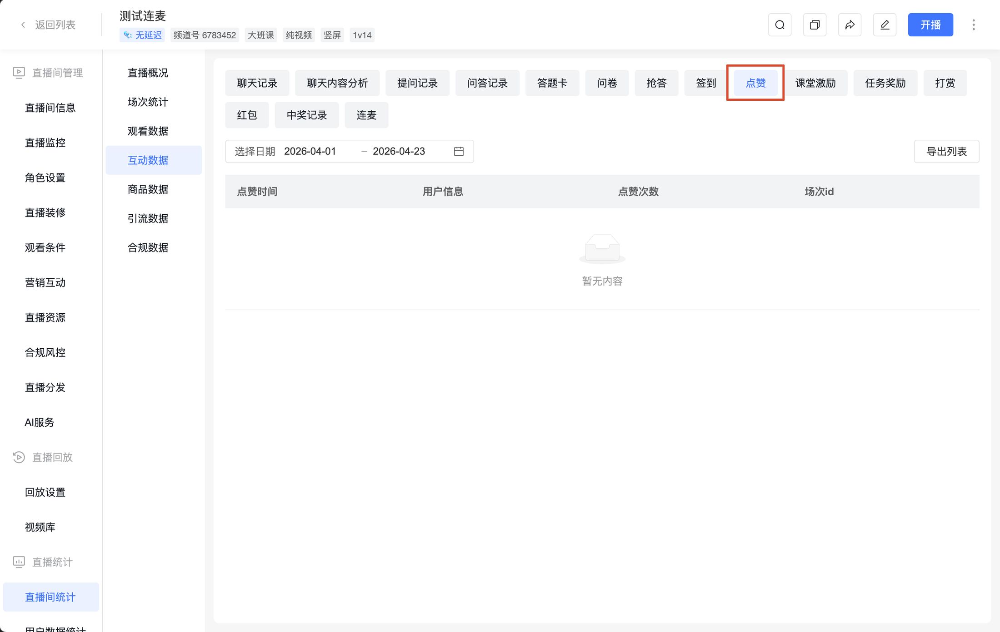 返回列表
测试连麦
无延迟 频道号 6783452 大班课 纯视频 竖屏 1v14
开播
直播间管理
直播间信息
直播监控
角色设置
直播装修
观看条件
营销互动
直播资源
合规风控
直播分发
AI服务
直播回放
回放设置
视频库
直播统计
直播间统计
用户数据统计
直播概况
场次统计
观看数据
互动数据
商品数据
引流数据
合规数据
聊天记录 聊天内容分析 提问记录 问答记录 答题卡 问卷 抢答 签到 点赞 课堂激励 任务奖励 打赏
红包 中奖记录 连麦
选择日期 2026-04-01 – 2026-04-23
导出列表
点赞时间 用户信息 点赞次数 场次id
暂无内容